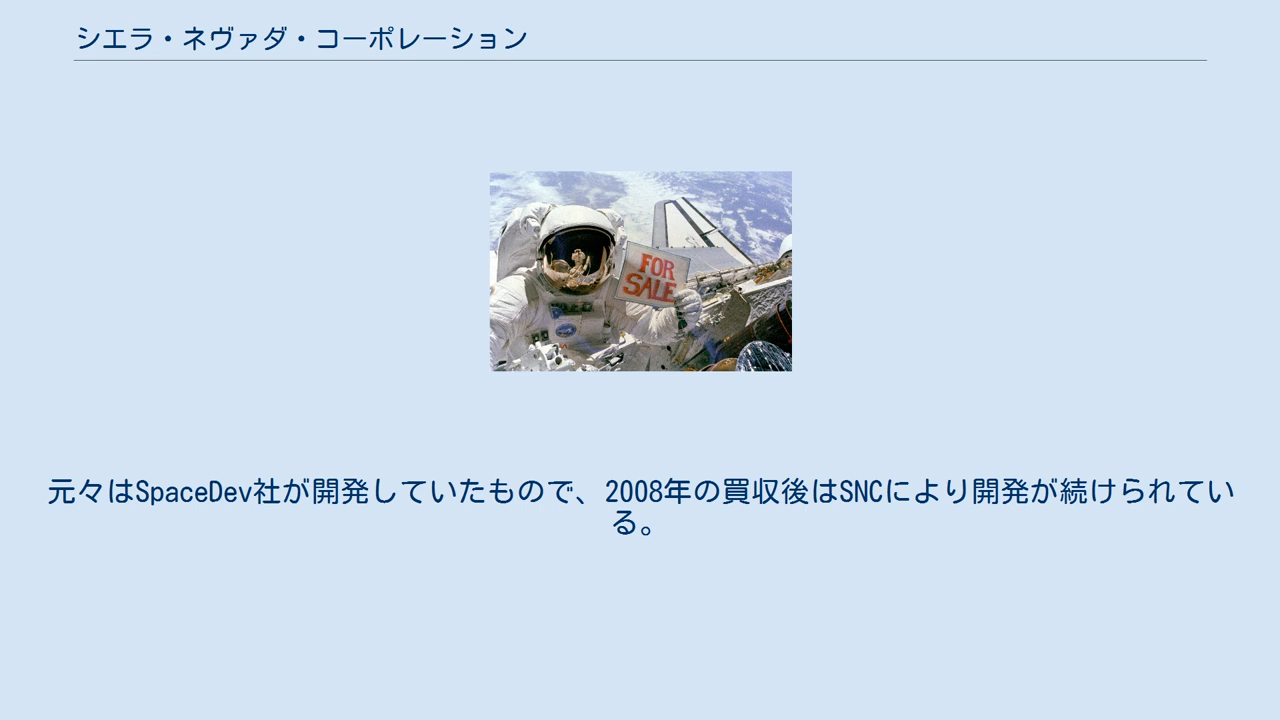 シエラ・ネヴァダ・コーポレーション
FOR
SALE
元々はSpaceDev社が開発していたもので、2008年の買収後はSNCにより開発が続けられてい
る。